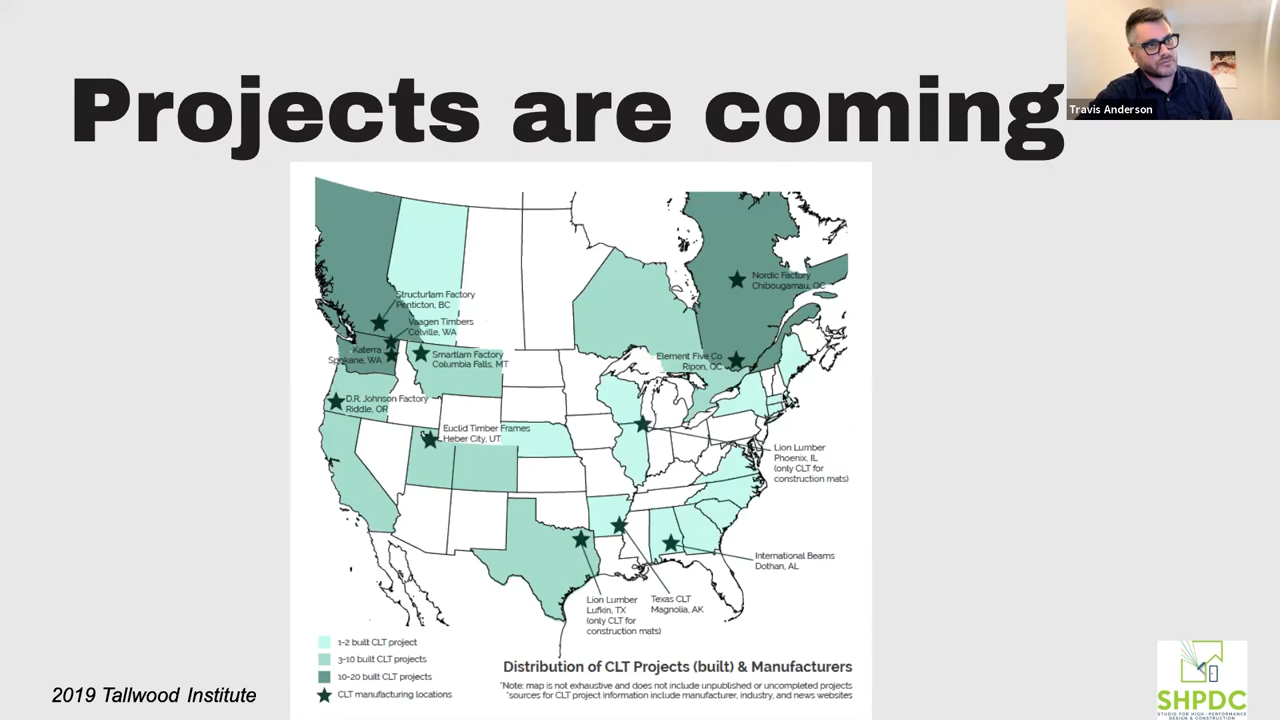 Projects are coming
Travis Anderson
Nordic Factory
Chibougamau, QC
Structurlam Factory
Penticton, BC
Vaagen Timbers
Colville, WA
Katerra
Spokane, WA
Smartlam Factory
Columbia Falls, MT
Element Five Co
Ripon, QC
D.R. Johnson Factory
Riddle, OR
Euclid Timber Frames
Heber City, UT
Lion Lumber
Phoenix, IL
(only CLT for
construction mats)
International Beams
Dothan, AL
Lion Lumber
Lufkin, TX
(only CLT for
construction mats)
Texas CLT
Magnolia, AK
1-2 built CLT project
3-10 built CLT projects
10-20 built CLT projects
CLT manufacturing locations
Distribution of CLT Projects (built) & Manufacturers
*Note: map is not exhaustive and does not include unpublished or uncompleted projects
*sources for CLT project information include manufacturer, industry, and news websites
2019 Tallwood Institute
SHPDC
STUDIO FOR HIGH-PERFORMANCE
DESIGN & CONSTRUCTION